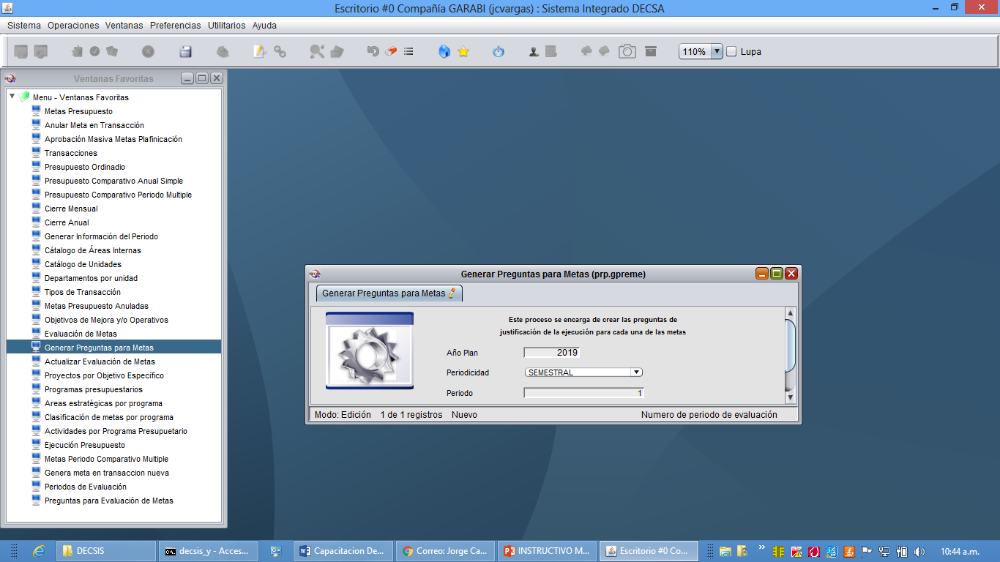 Escritorio #0 Compañía GARABI (jcvargas) : Sistema Integrado DECSA
Sistema Operaciones Ventanas Preferencias Utilitarios Ayuda
110% Lupa
Ventanas Favoritas
Menu - Ventanas Favoritas
Metas Presupuesto
Anular Meta en Transacción
Aprobación Masiva Metas Plafinicación
Transacciones
Presupuesto Ordinadio
Presupuesto Comparativo Anual Simple
Presupuesto Comparativo Periodo Multiple
Cierre Mensual
Cierre Anual
Generar Información del Periodo
Cátalogo de Áreas Internas
Catálogo de Unidades
Departamentos por unidad
Tipos de Transacción
Metas Presupuesto Anuladas
Objetivos de Mejora y/o Operativos
Evaluación de Metas
Generar Preguntas para Metas
Actualizar Evaluación de Metas
Proyectos por Objetivo Específico
Programas presupuestarios
Areas estratégicas por programa
Clasificación de metas por programa
Actividades por Programa Presupuetario
Ejecución Presupuesto
Metas Periodo Comparativo Multiple
Genera meta en transaccion nueva
Periodos de Evaluación
Preguntas para Evaluación de Metas
Generar Preguntas para Metas (prp.gpreme)
Generar Preguntas para Metas
Este proceso se encarga de crear las preguntas de
justificación de la ejecución para cada una de las metas
Año Plan 2019
Periodicidad SEMESTRAL
Periodo 1
Modo: Edición 1 de 1 registros Nuevo Numero de periodo de evaluación
DECSIS decsis_y - Acces... Capacitacion De... Correo: Jorge Ca... INSTRUCTIVO M... Escritorio #0 Co... 10:44 a.m.